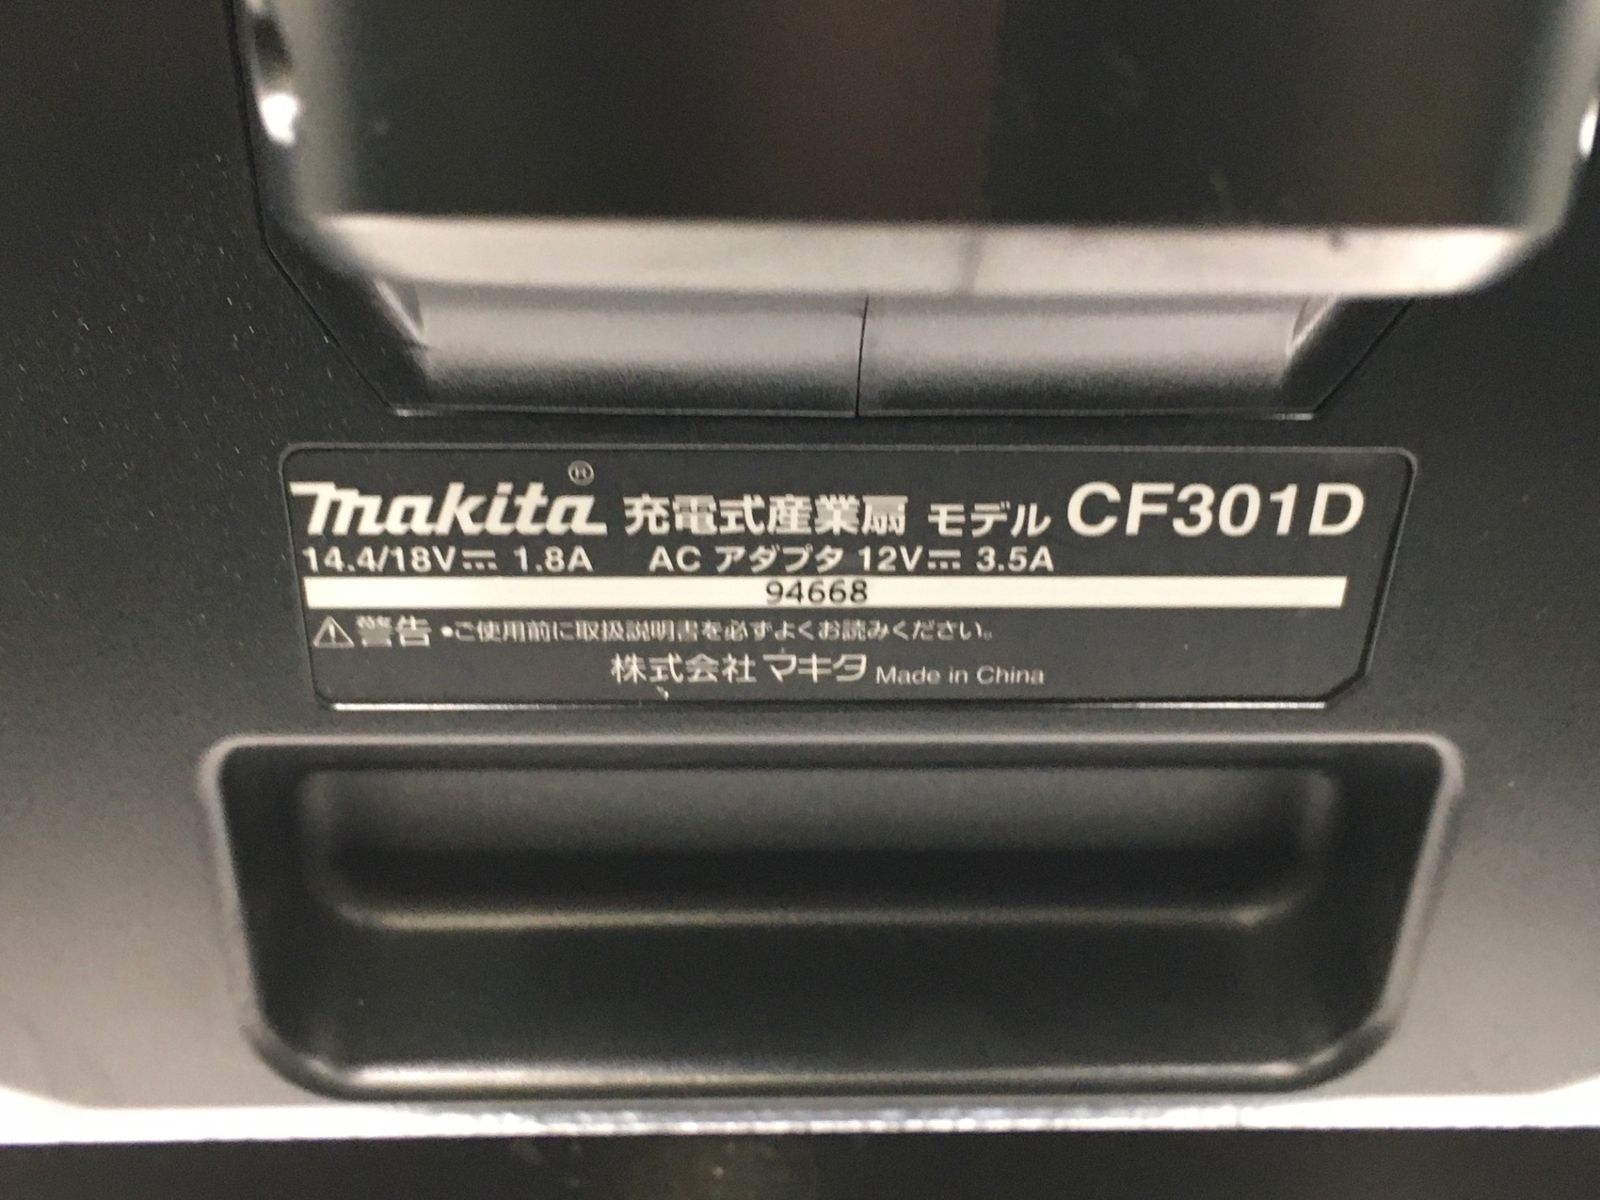 makita® 充電式産業扇 モデル CF301D
14.4/18V⎓ 1.8A AC アダプタ 12V⎓ 3.5A
94668
⚠警告 •ご使用前に取扱説明書を必ずよくお読みください。
株式会社マキタ Made in China